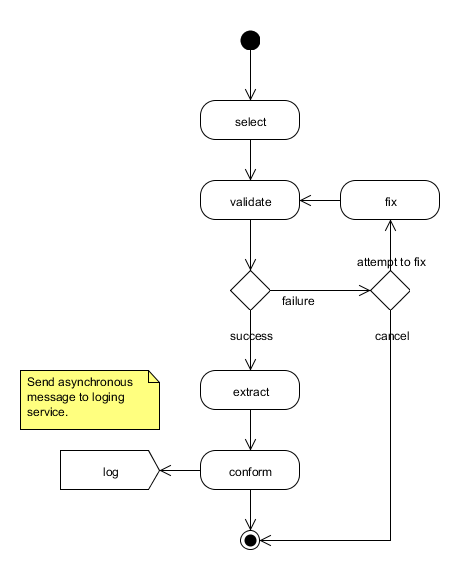 select
validate
fix
attempt to fix
failure
success
cancel
Send asynchronous
message to loging
service.
extract
log
conform